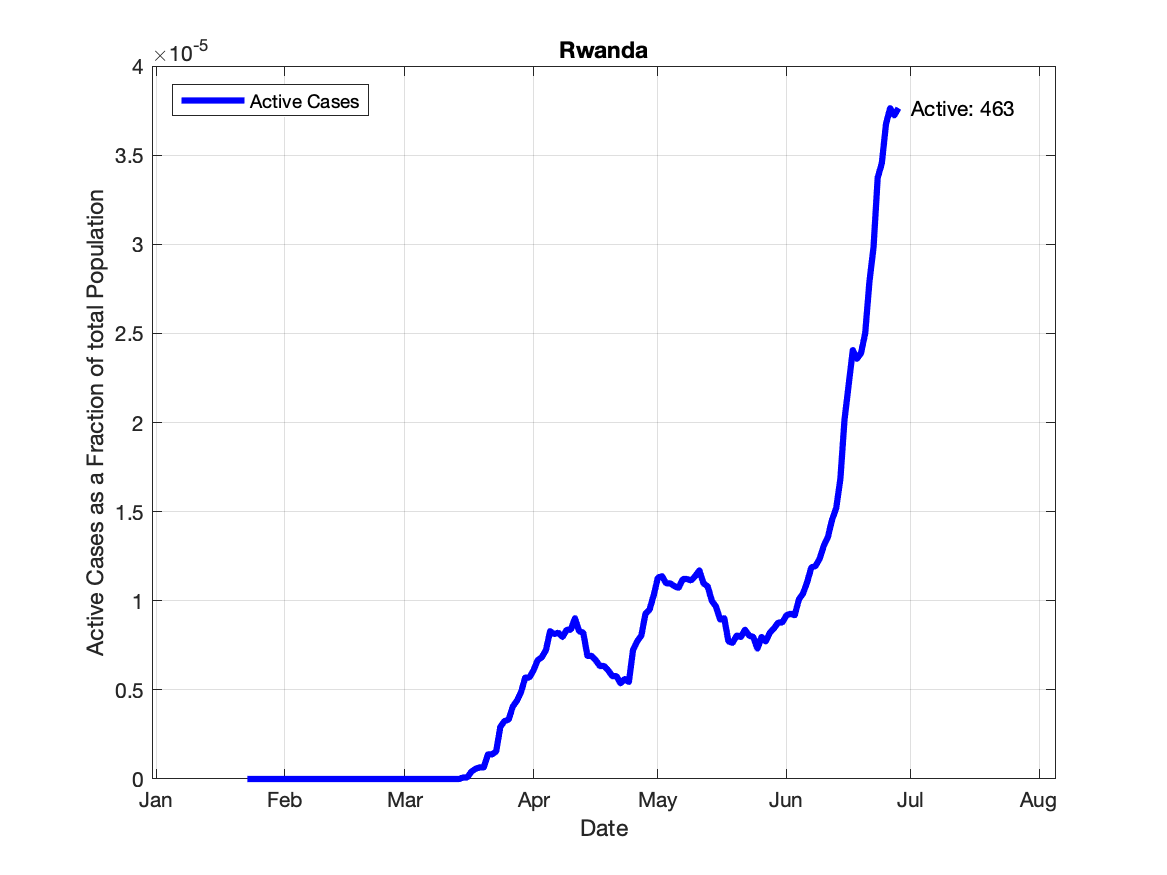 Rwanda
×10-5
Active Cases
Active: 463
4
3.5
3
2.5
2
1.5
1
0.5
0
Active Cases as a Fraction of total Population
Jan Feb Mar Apr May Jun Jul Aug
Date